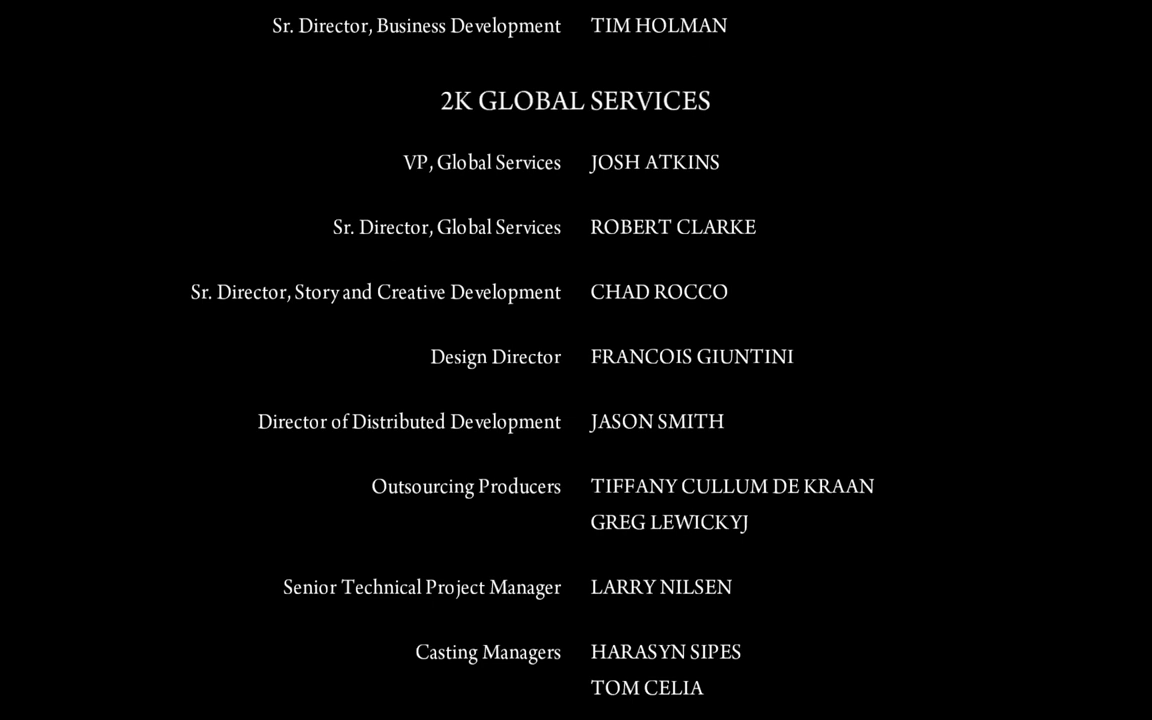 Sr. Director, Business Development TIM HOLMAN
2K GLOBAL SERVICES
VP, Global Services JOSH ATKINS
Sr. Director, Global Services ROBERT CLARKE
Sr. Director, Story and Creative Development CHAD ROCCO
Design Director FRANCOIS GIUNTINI
Director of Distributed Development JASON SMITH
Outsourcing Producers TIFFANY CULLUM DE KRAAN
GREG LEWICKYJ
Senior Technical Project Manager LARRY NILSEN
Casting Managers HARASYN SIPES
TOM CELIA